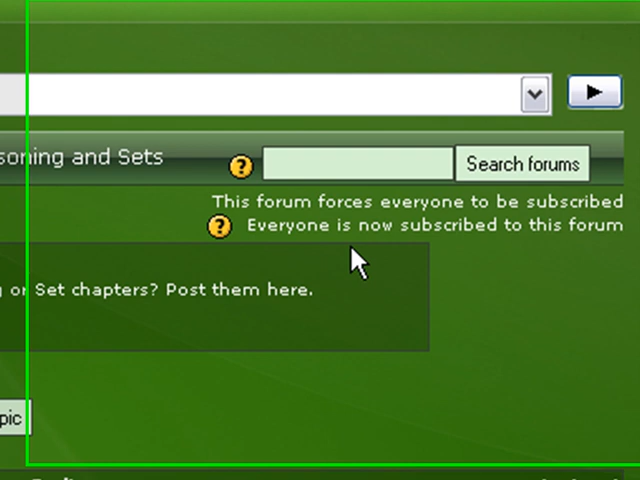 soning and Sets
Search forums
This forum forces everyone to be subscribed
Everyone is now subscribed to this forum
or Set chapters? Post them here.
pic